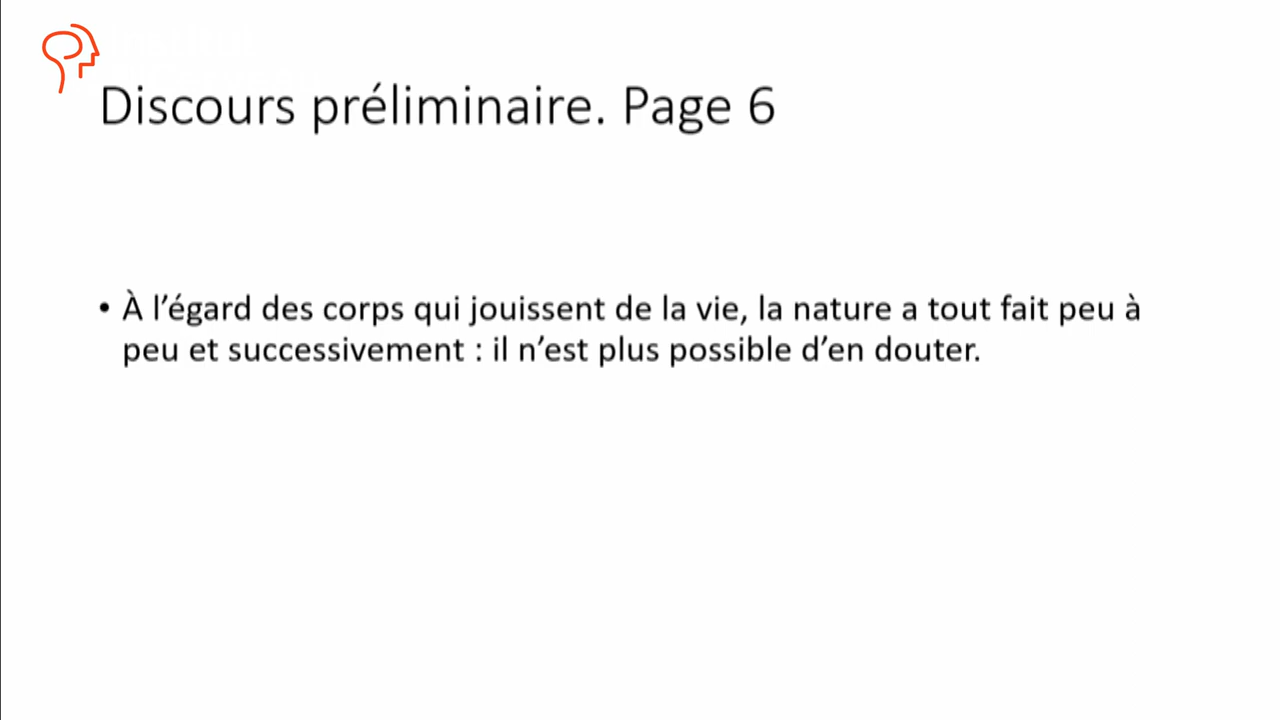 Discours préliminaire. Page 6
• À l’égard des corps qui jouissent de la vie, la nature a tout fait peu à
peu et successivement : il n’est plus possible d’en douter.